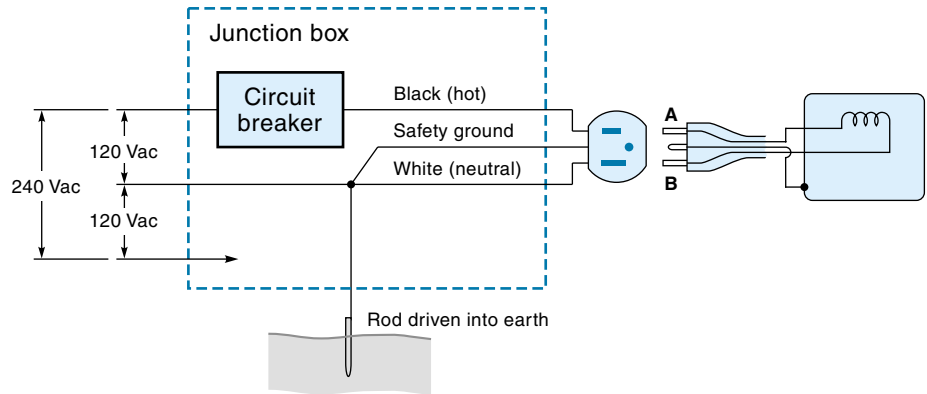 Junction box
Circuit
breaker
Black (hot)
Safety ground
White (neutral)
A
B
120 Vac
240 Vac
120 Vac
Rod driven into earth